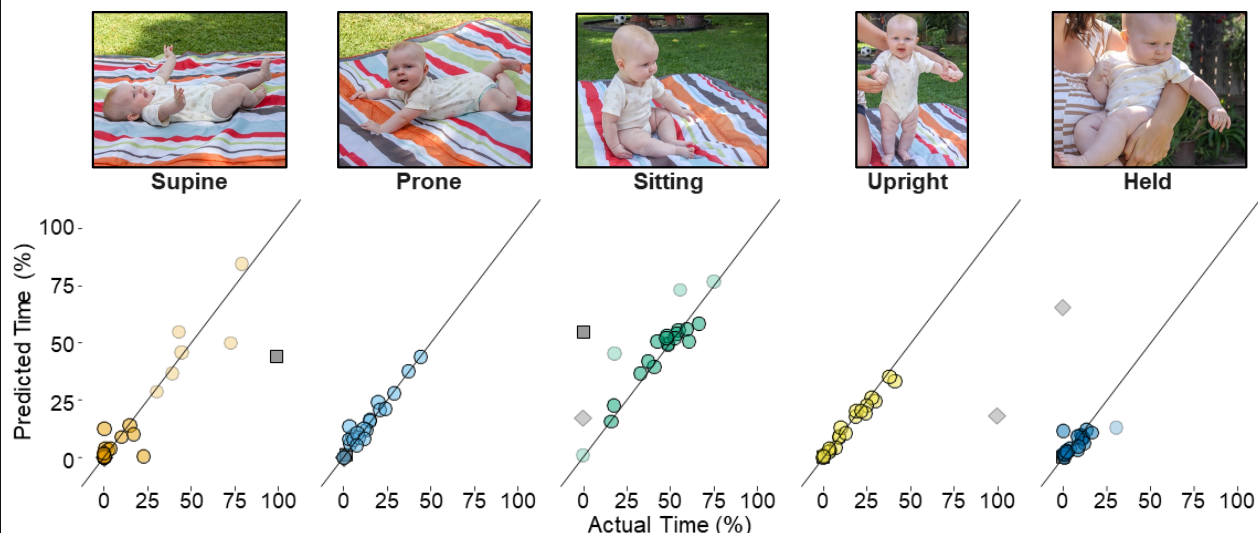 Supine Prone Sitting Upright Held
Predicted Time (%)
100
75
50
25
0
0 25 50 75 100 0 25 50 75 100 0 25 50 75 100 0 25 50 75 100 0 25 50 75 100
Actual Time (%)